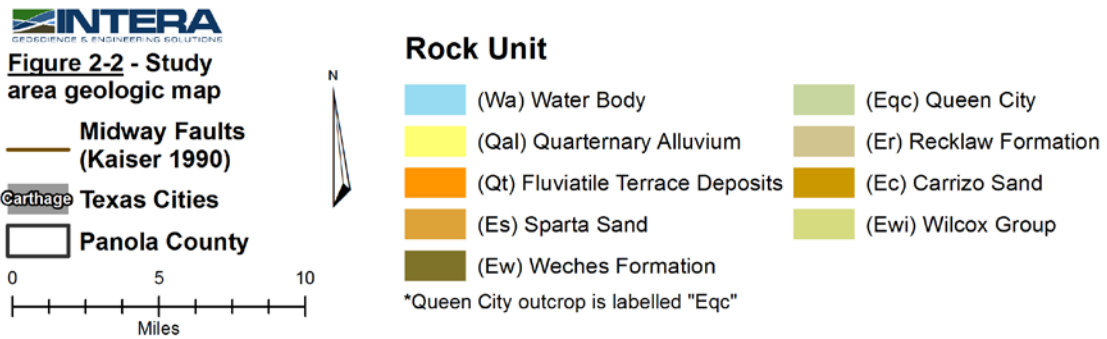 INTERA
GEOSCIENCE & ENGINEERING SOLUTIONS
Figure 2-2 - Study
area geologic map
N
Midway Faults
(Kaiser 1990)
Carthage Texas Cities
Panola County
0 5 10
Miles
Rock Unit
(Wa) Water Body
(Qal) Quarternary Alluvium
(Qt) Fluviatile Terrace Deposits
(Es) Sparta Sand
(Ew) Weches Formation
*Queen City outcrop is labelled "Eqc"
(Eqc) Queen City
(Er) Recklaw Formation
(Ec) Carrizo Sand
(Ewi) Wilcox Group